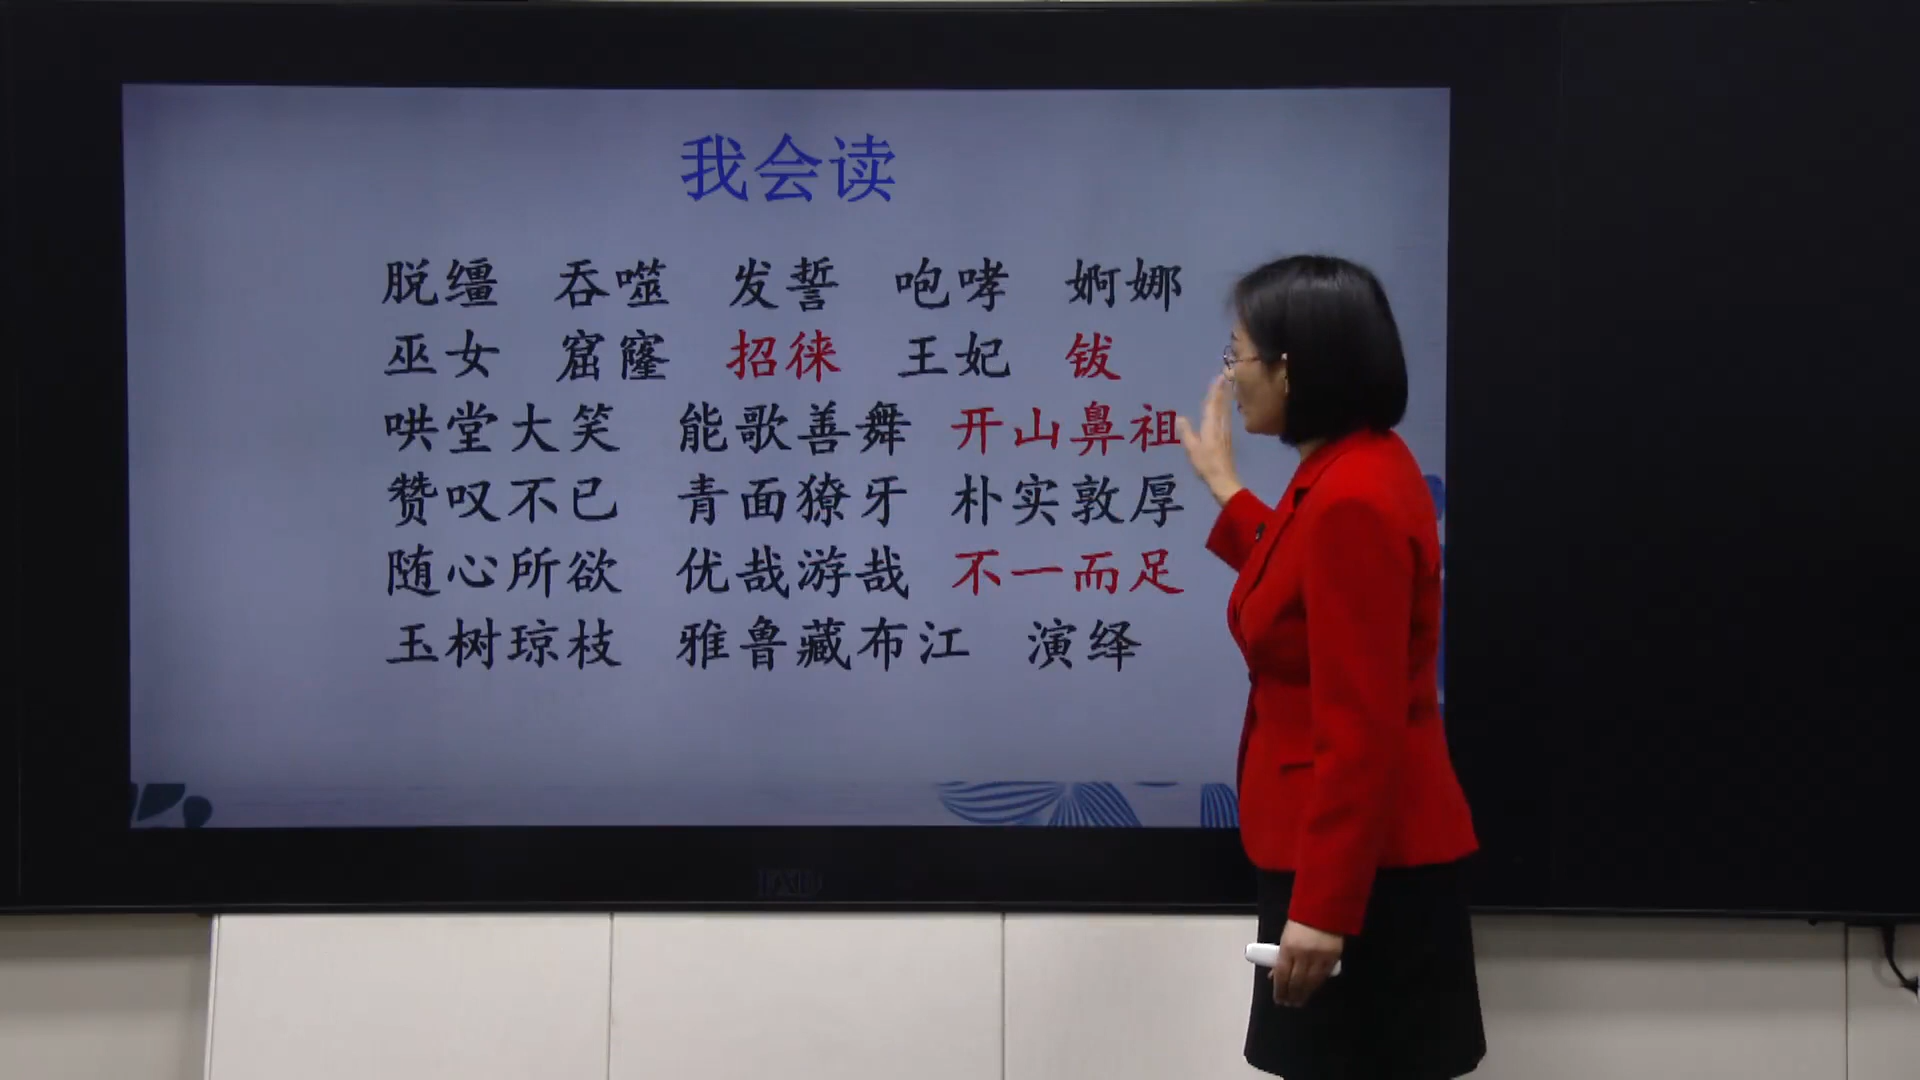 我会读
脱缰 吞噬 发誓 咆哮 婀娜
巫女 窟窿 招徕 王妃 钹
哄堂大笑 能歌善舞 开山鼻祖
赞叹不已 青面獠牙 朴实敦厚
随心所欲 优哉游哉 不一而足
玉树琼枝 雅鲁藏布江 演绎